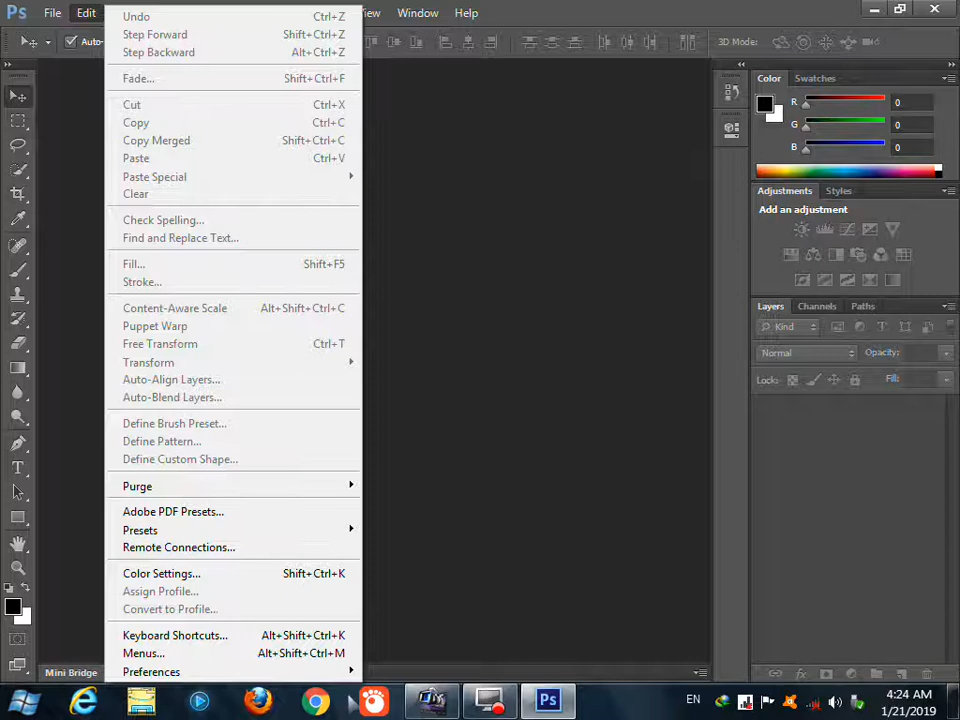 Ps File Edit iew Window Help
Auto- 3D Mode:
Undo Ctrl+Z
Step Forward Shift+Ctrl+Z
Step Backward Alt+Ctrl+Z
Fade... Shift+Ctrl+F
Cut Ctrl+X
Copy Ctrl+C
Copy Merged Shift+Ctrl+C
Paste Ctrl+V
Paste Special
Clear
Check Spelling...
Find and Replace Text...
Fill... Shift+F5
Stroke...
Content-Aware Scale Alt+Shift+Ctrl+C
Puppet Warp
Free Transform Ctrl+T
Transform
Auto-Align Layers...
Auto-Blend Layers...
Define Brush Preset...
Define Pattern...
Define Custom Shape...
Purge
Adobe PDF Presets...
Presets
Remote Connections...
Color Settings... Shift+Ctrl+K
Assign Profile...
Convert to Profile...
Keyboard Shortcuts... Alt+Shift+Ctrl+K
Menus... Alt+Shift+Ctrl+M
Preferences
Color Swatches
R 0
G 0
B 0
Adjustments Styles
Add an adjustment
Layers Channels Paths
Kind
Normal Opacity:
Lock: Fill:
Mini Bridge
Ps
EN
4:24 AM
1/21/2019